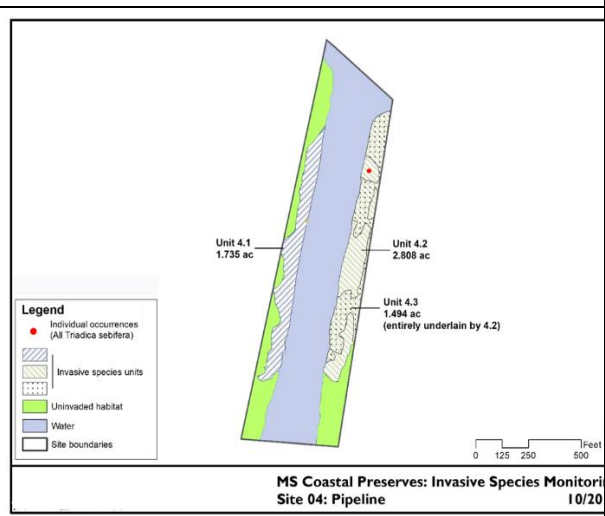 Unit 4.1
1.735 ac
Unit 4.2
2.808 ac
Unit 4.3
1.494 ac
(entirely underlain by 4.2)
Legend
Individual occurrences
(All Triadica sebifera)
Invasive species units
Uninvaded habitat
Water
Site boundaries
Feet
0 125 250 500
MS Coastal Preserves: Invasive Species Monitorin
Site 04: Pipeline 10/20